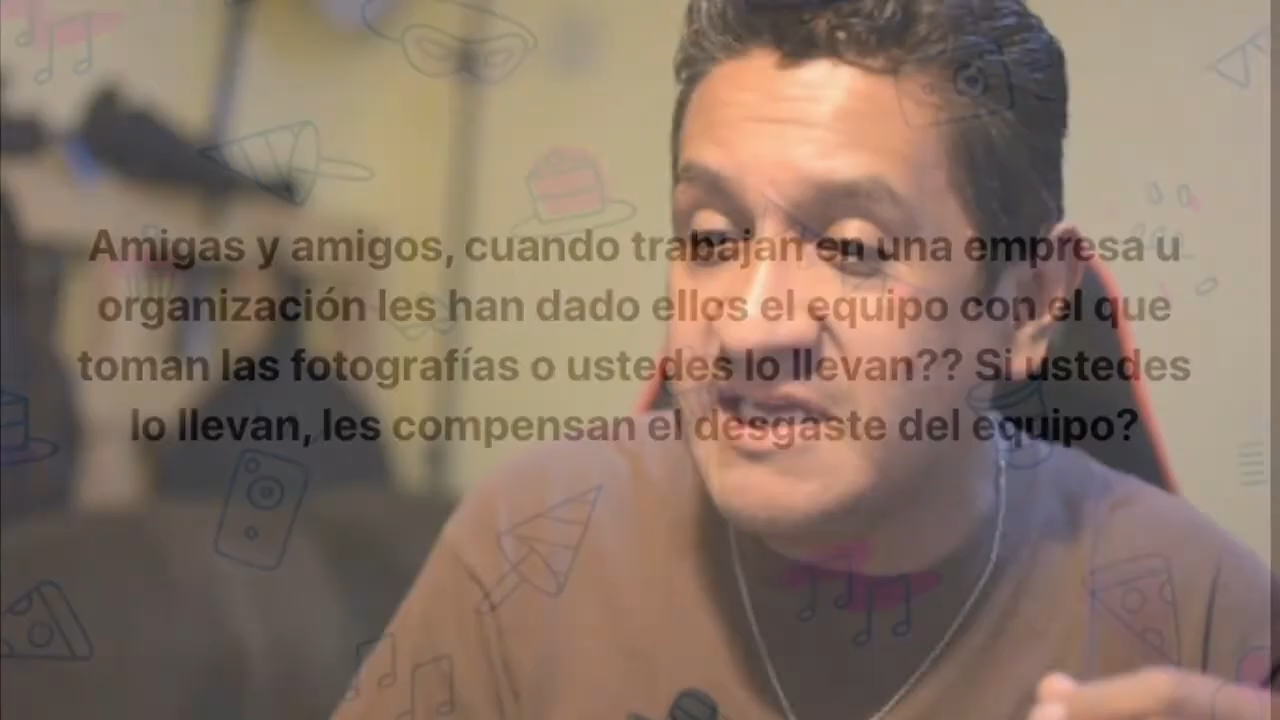 Amigas y amigos, cuando trabajan en una empresa u
organización les han dado ellos el equipo con el que
toman las fotografías o ustedes lo llevan?? Si ustedes
lo llevan, les compensan el desgaste del equipo?